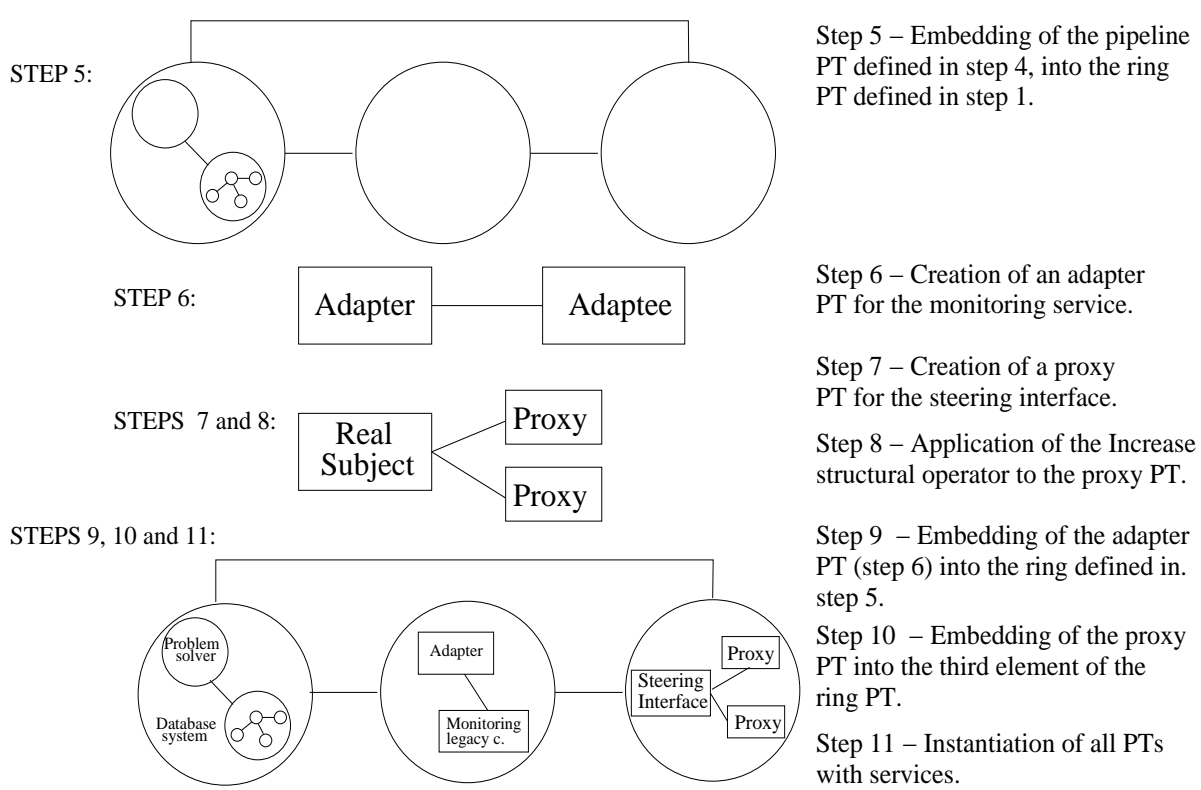 STEP 5:
Step 5 – Embedding of the pipeline
PT defined in step 4, into the ring
PT defined in step 1.
STEP 6:
Adapter
Adaptee
Step 6 – Creation of an adapter
PT for the monitoring service.
STEPS 7 and 8:
Real
Subject
Proxy
Proxy
Step 7 – Creation of a proxy
PT for the steering interface.
Step 8 – Application of the Increase
structural operator to the proxy PT.
STEPS 9, 10 and 11:
Problem
solver
Database
system
Adapter
Monitoring
legacy c.
Steering
Interface
Proxy
Proxy
Step 9 – Embedding of the adapter
PT (step 6) into the ring defined in.
step 5.
Step 10 – Embedding of the proxy
PT into the third element of the
ring PT.
Step 11 – Instantiation of all PTs
with services.